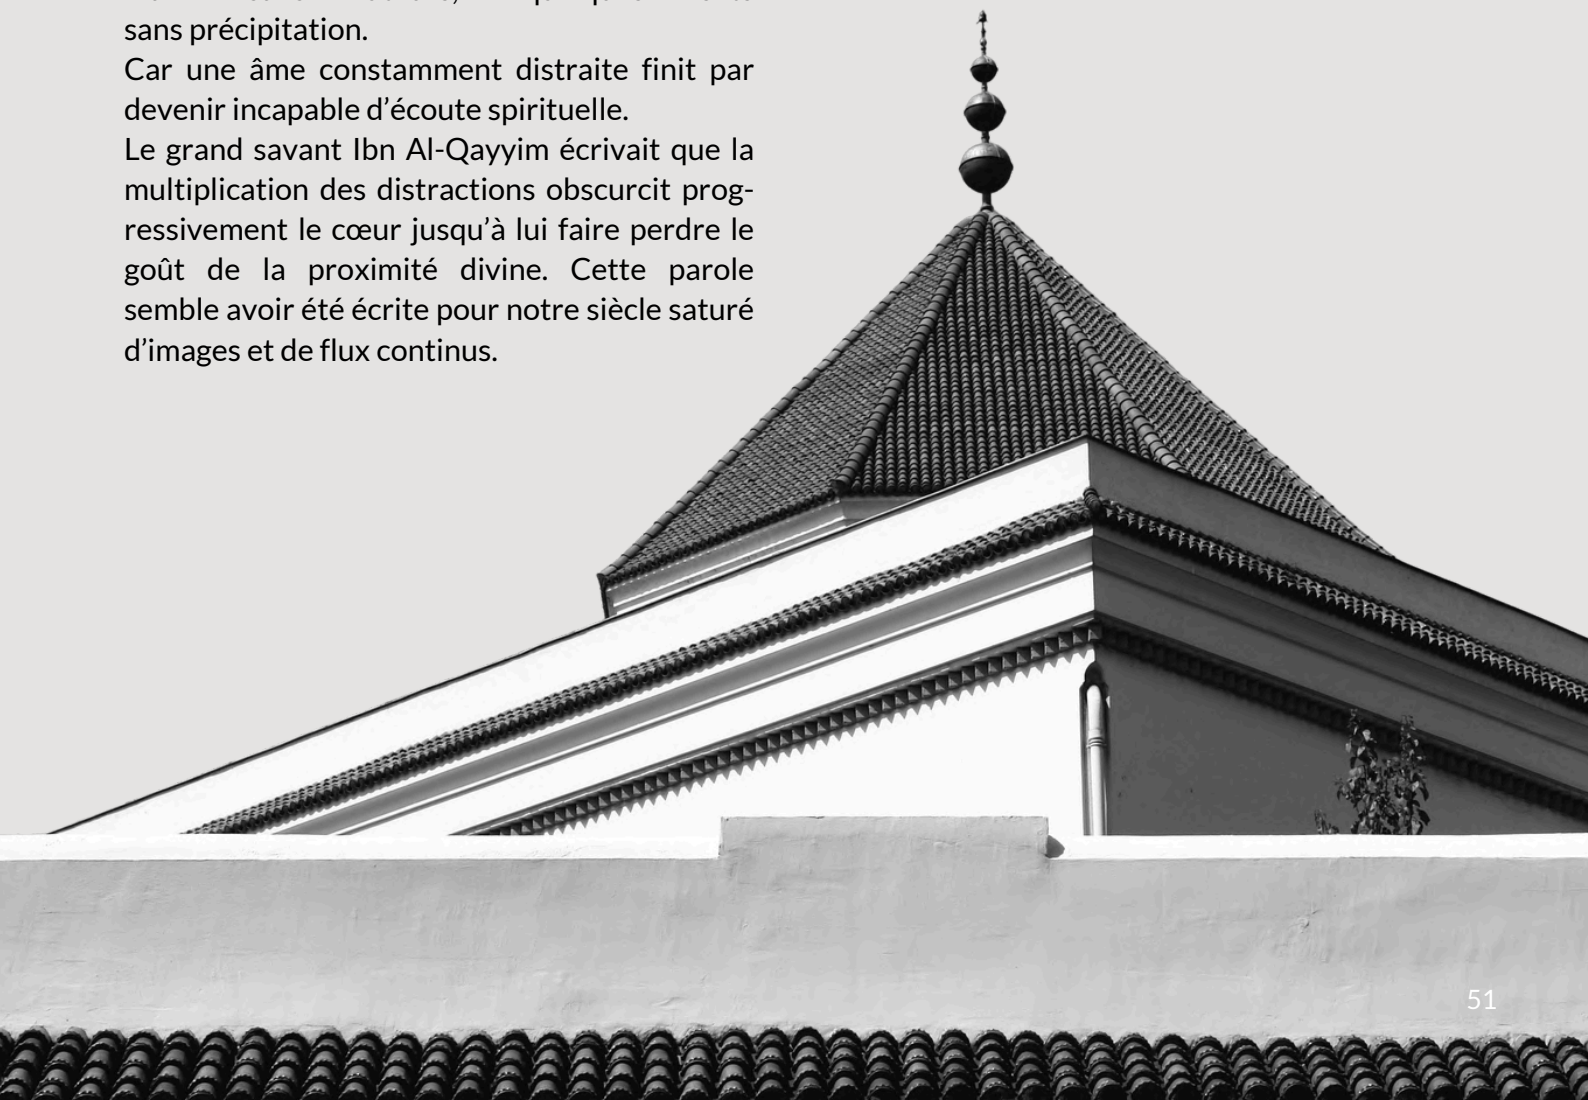 sans précipitation.
Car une âme constamment distraite finit par
devenir incapable d’écoute spirituelle.
Le grand savant Ibn Al-Qayyim écrivait que la
multiplication des distractions obscurcit prog-
ressivement le cœur jusqu’à lui faire perdre le
goût de la proximité divine. Cette parole
semble avoir été écrite pour notre siècle saturé
d’images et de flux continus.
51